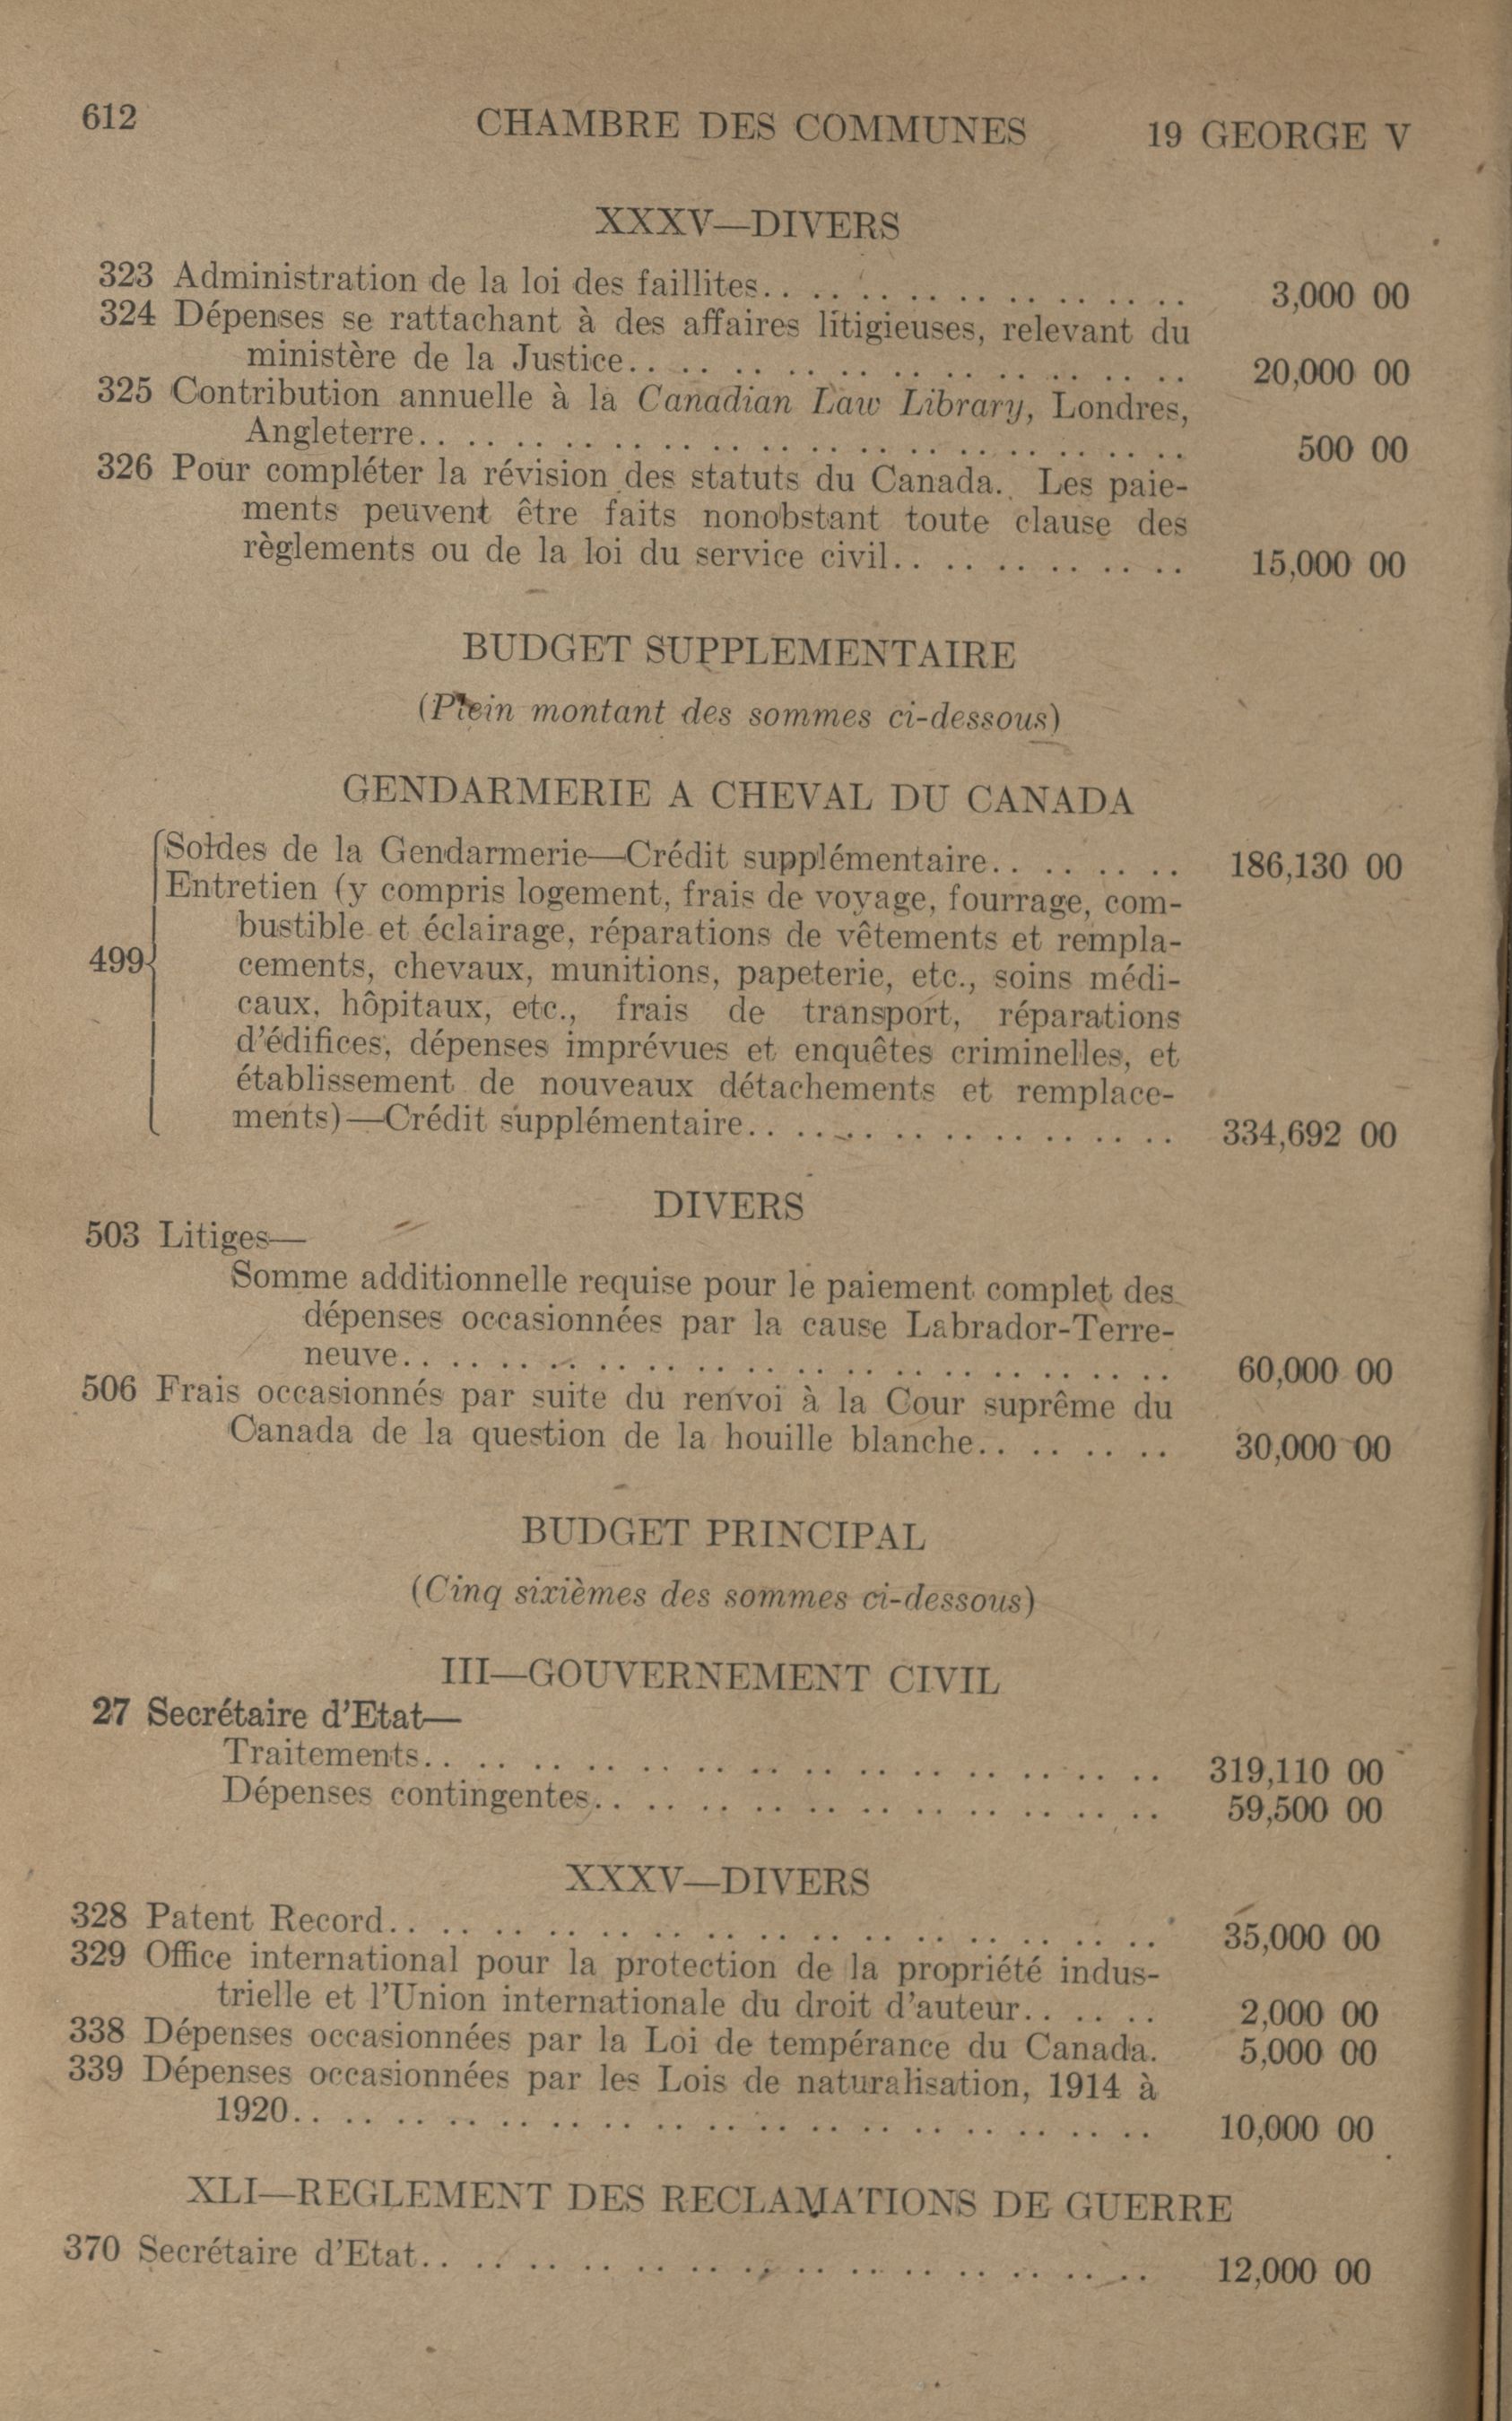 612
CHAMBRE DES COMMUNES
19 GEORGE V
XXXV—DIVERS
323 Administration de la loi des faillites. . . . . . . . . . . . . . . . . . 3,000 00
324 Dépenses se rattachant à des affaires litigieuses, relevant du
ministère de la Justice. . . . . . . . . . . . . . . . . . . . . . 20,000 00
325 Contribution annuelle à la Canadian Law Library, Londres,
Angleterre. . . . . . . . . . . . . . . . . . . . . . . . . . . . . . . 500 00
326 Pour compléter la révision des statuts du Canada. Les paie-
ments peuvent être faits nonobstant toute clause des
règlements ou de la loi du service civil. . . . . . . . . . . . 15,000 00
BUDGET SUPPLEMENTAIRE
(Plein montant des sommes ci-dessous)
GENDARMERIE A CHEVAL DU CANADA
Soldes de la Gendarmerie—Crédit supplémentaire. . . . . . . . 186,130 00
Entretien (y compris logement, frais de voyage, fourrage, com-
bustible et éclairage, réparations de vêtements et rempla-
499 cements, chevaux, munitions, papeterie, etc., soins médi-
caux, hôpitaux, etc., frais de transport, réparations
d'édifices, dépenses imprévues et enquêtes criminelles, et
établissement de nouveaux détachements et remplace-
ments)—Crédit supplémentaire. . . . . . . . . . . . . . . . . . 334,692 00
DIVERS
503 Litiges—
Somme additionnelle requise pour le paiement complet des
dépenses occasionnées par la cause Labrador-Terre-
neuve. . . . . . . . . . . . . . . . . . . . . . . . . . . . . . . . 60,000 00
506 Frais occasionnés par suite du renvoi à la Cour suprême du
Canada de la question de la houille blanche. . . . . . . . 30,000 00
BUDGET PRINCIPAL
(Cinq sixièmes des sommes ci-dessous)
III—GOUVERNEMENT CIVIL
27 Secrétaire d'Etat—
Traitements. . . . . . . . . . . . . . . . . . . . . . . . . . . . 319,110 00
Dépenses contingentes. . . . . . . . . . . . . . . . . . . . . . 59,500 00
XXXV—DIVERS
328 Patent Record. . . . . . . . . . . . . . . . . . . . . . . . . . . . . . 35,000 00
329 Office international pour la protection de la propriété indus-
trielle et l'Union internationale du droit d'auteur. . . . . . 2,000 00
338 Dépenses occasionnées par la Loi de tempérance du Canada. 5,000 00
339 Dépenses occasionnées par les Lois de naturalisation, 1914 à
1920. . . . . . . . . . . . . . . . . . . . . . . . . . . . . . . . . . 10,000 00
XLI—REGLEMENT DES RECLAMATIONS DE GUERRE
370 Secrétaire d'Etat. . . . . . . . . . . . . . . . . . . . . . . . . . . . 12,000 00